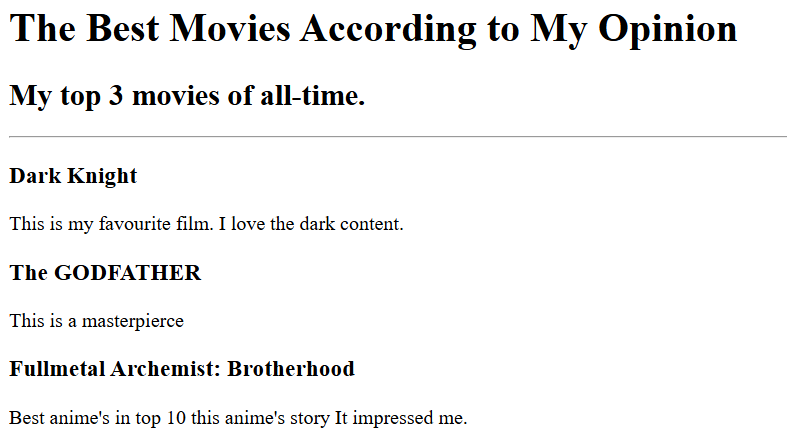 The Best Movies According to My Opinion
My top 3 movies of all-time.
Dark Knight
This is my favourite film. I love the dark content.
The GODFATHER
This is a masterpierce
Fullmetal Archemist: Brotherhood
Best anime's in top 10 this anime's story It impressed me.